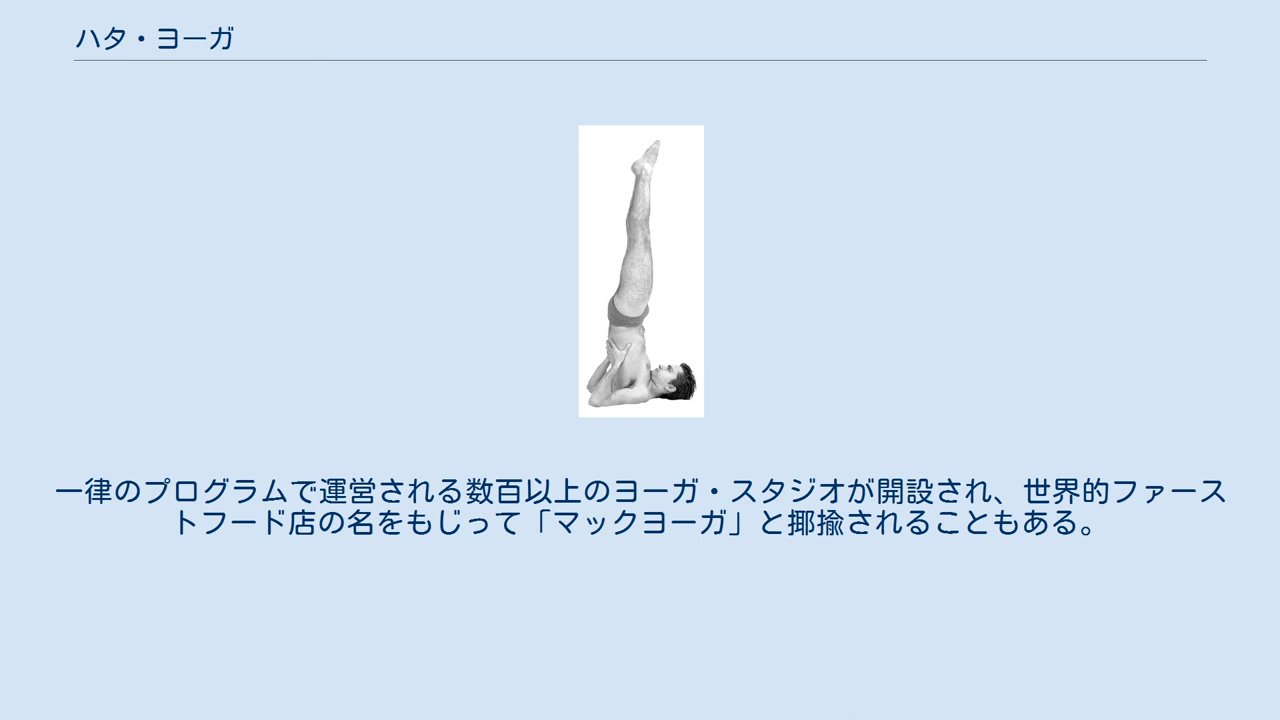 ハタ・ヨーガ
一律のプログラムで運営される数百以上のヨーガ・スタジオが開設され、世界的ファース
トフード店の名をもじって「マックヨーガ」と揶揄されることもある。